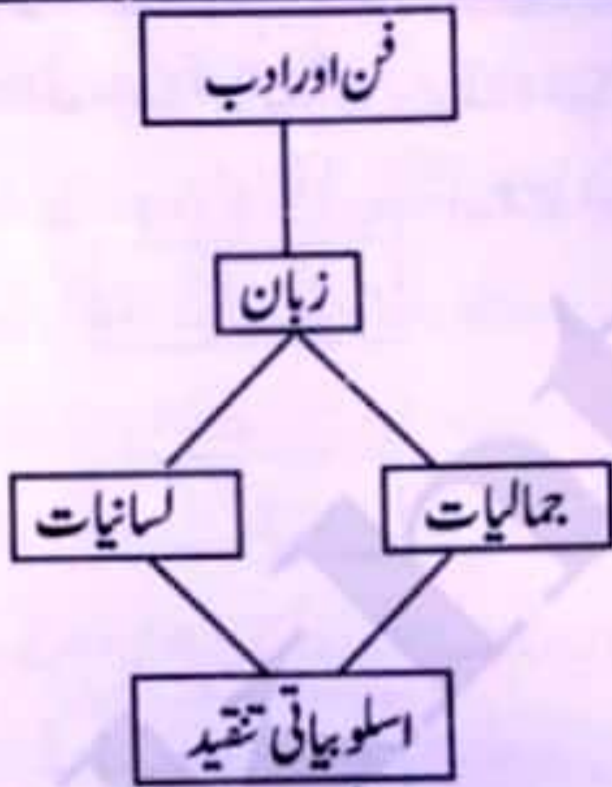 فن اور ادب
زبان
جمالیات
لسانیات
اسلوبیاتی تنقید